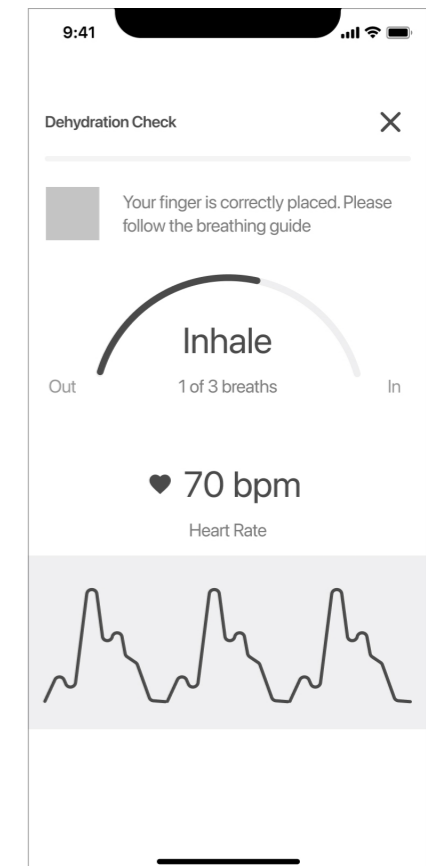 9:41
Dehydration Check
Your finger is correctly placed. Please
follow the breathing guide
Inhale
Out 1 of 3 breaths In
70 bpm
Heart Rate